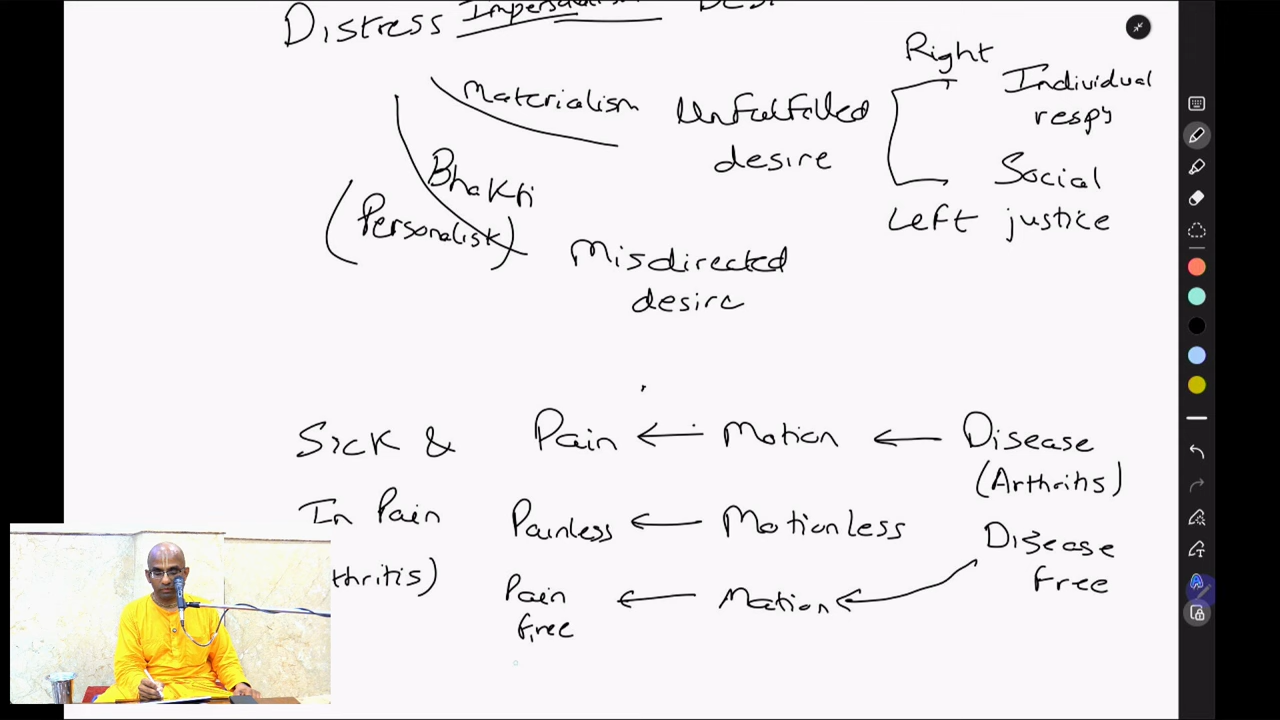 Distress Impersonalism
Materialism
Unfulfilled
desire
Right
Individual
respy
Social
Left justice
Bhakti
(Personalist)
Misdirected
desire
Sick & Pain ← Motion ← Disease
(Arthritis)
In Pain Painless ← Motionless
thritis)
Disease
free
Pain ← Motion
free